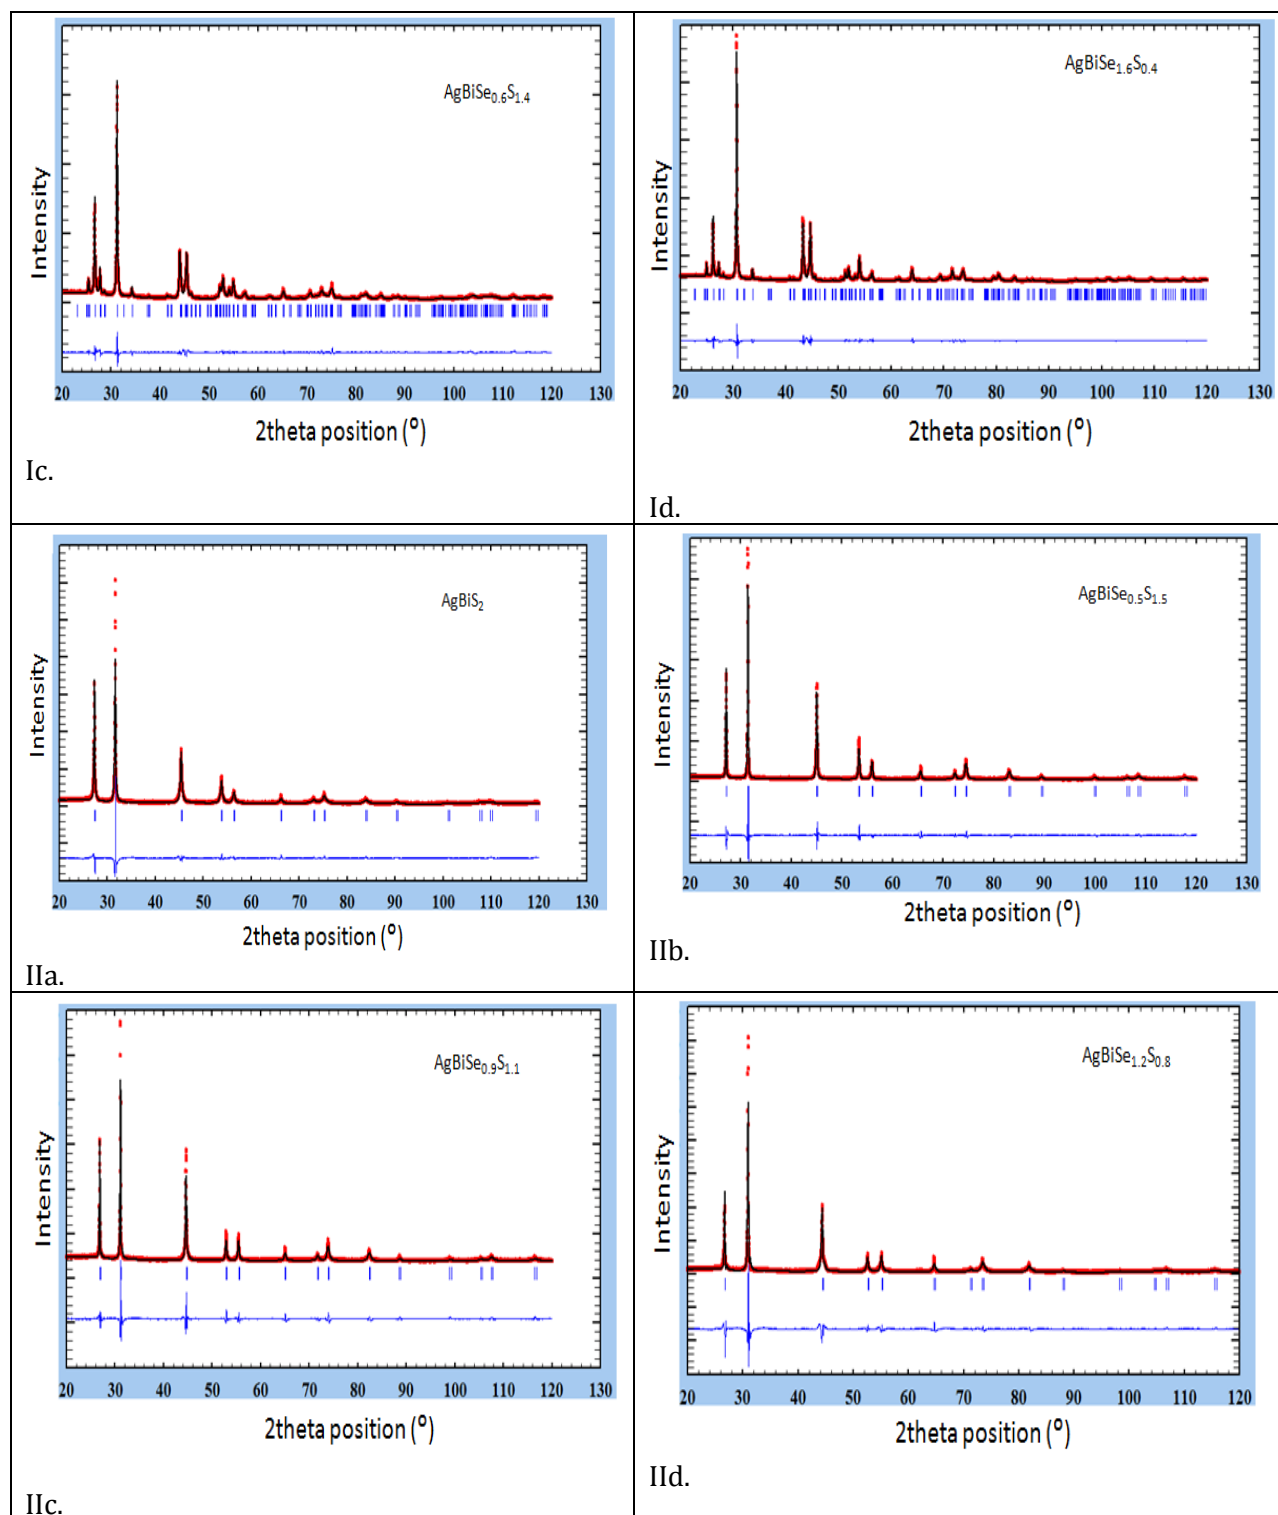 Intensity
AgBiSe0.6S1.4
20 30 40 50 60 70 80 90 100 110 120 130
2theta position (°)
Ic.
Intensity
AgBiSe1.6S0.4
20 30 40 50 60 70 80 90 100 110 120 130
2theta position (°)
Id.
Intensity
AgBiS2
20 30 40 50 60 70 80 90 100 110 120 130
2theta position (°)
IIa.
Intensity
AgBiSe0.5S1.5
20 30 40 50 60 70 80 90 100 110 120 130
2theta position (°)
IIb.
Intensity
AgBiSe0.9S1.1
20 30 40 50 60 70 80 90 100 110 120 130
2theta position (°)
IIc.
Intensity
AgBiSe1.2S0.8
20 30 40 50 60 70 80 90 100 110 120
2theta position (°)
IId.